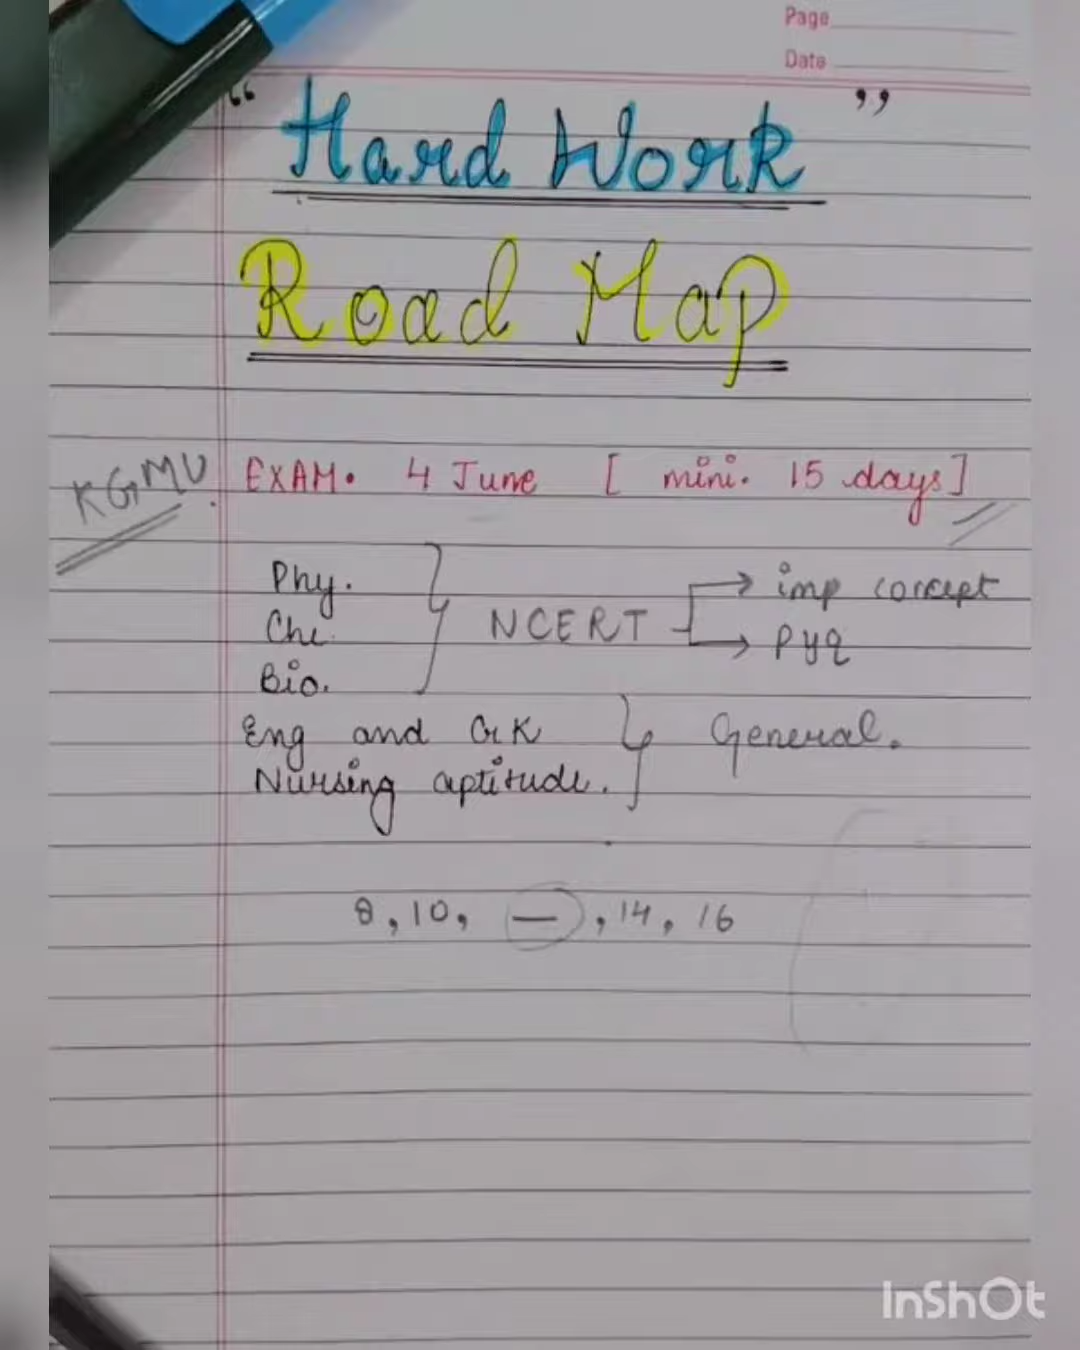 Page
Date
“ Hard Work ”
Road Map
KGMU EXAM. 4 June [ mini. 15 days ]
Phy.
Che.
Bio.
NCERT → imp concept
→ PYQ
Eng and GK
Nursing aptitude.
General.
8, 10, —, 14, 16
InShOt